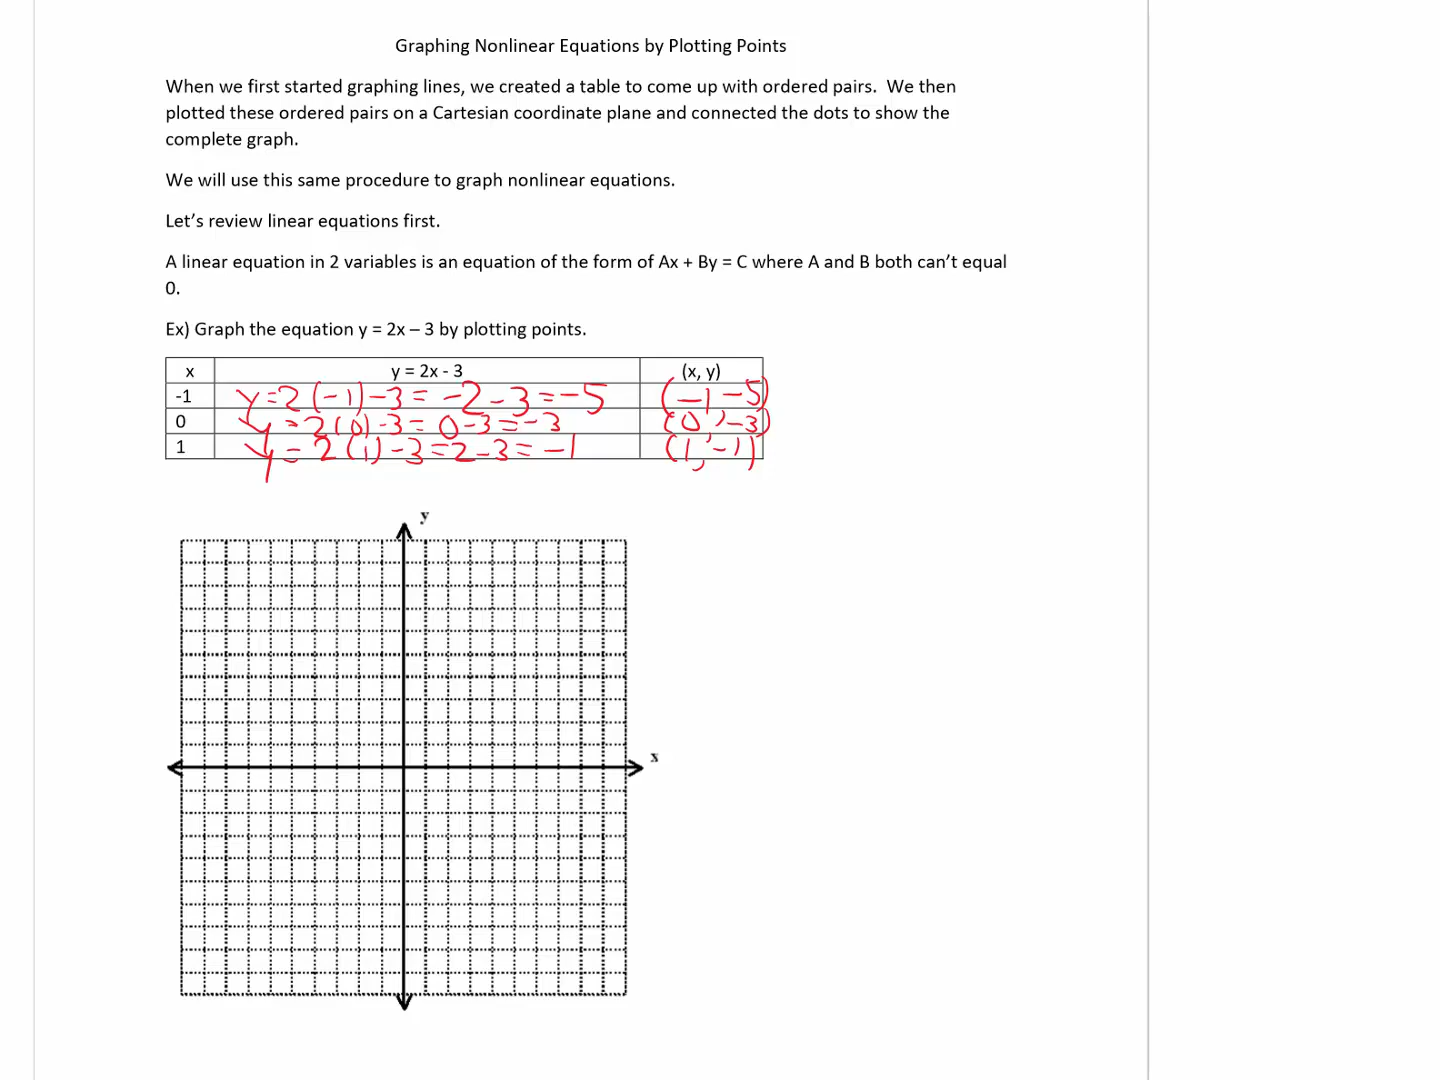 Graphing Nonlinear Equations by Plotting Points
When we first started graphing lines, we created a table to come up with ordered pairs.  We then
plotted these ordered pairs on a Cartesian coordinate plane and connected the dots to show the
complete graph.
We will use this same procedure to graph nonlinear equations.
Let’s review linear equations first.
A linear equation in 2 variables is an equation of the form of Ax + By = C where A and B both can’t equal
0.
Ex) Graph the equation y = 2x – 3 by plotting points.
x y = 2x - 3 (x, y)
-1 y = 2 (-1) - 3 = -2 - 3 = -5 (-1, -5)
0 y = 2 (0) - 3 = 0 - 3 = -3 (0, -3)
1 y = 2 (1) - 3 = 2 - 3 = -1 (1, -1)
y
x